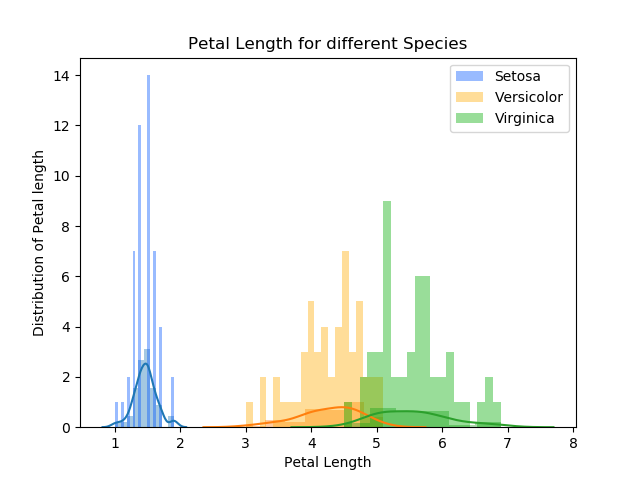 Petal Length for different Species
Setosa
Versicolor
Virginica
Distribution of Petal length
14
12
10
8
6
4
2
0
1
2
3
4
5
6
7
8
Petal Length